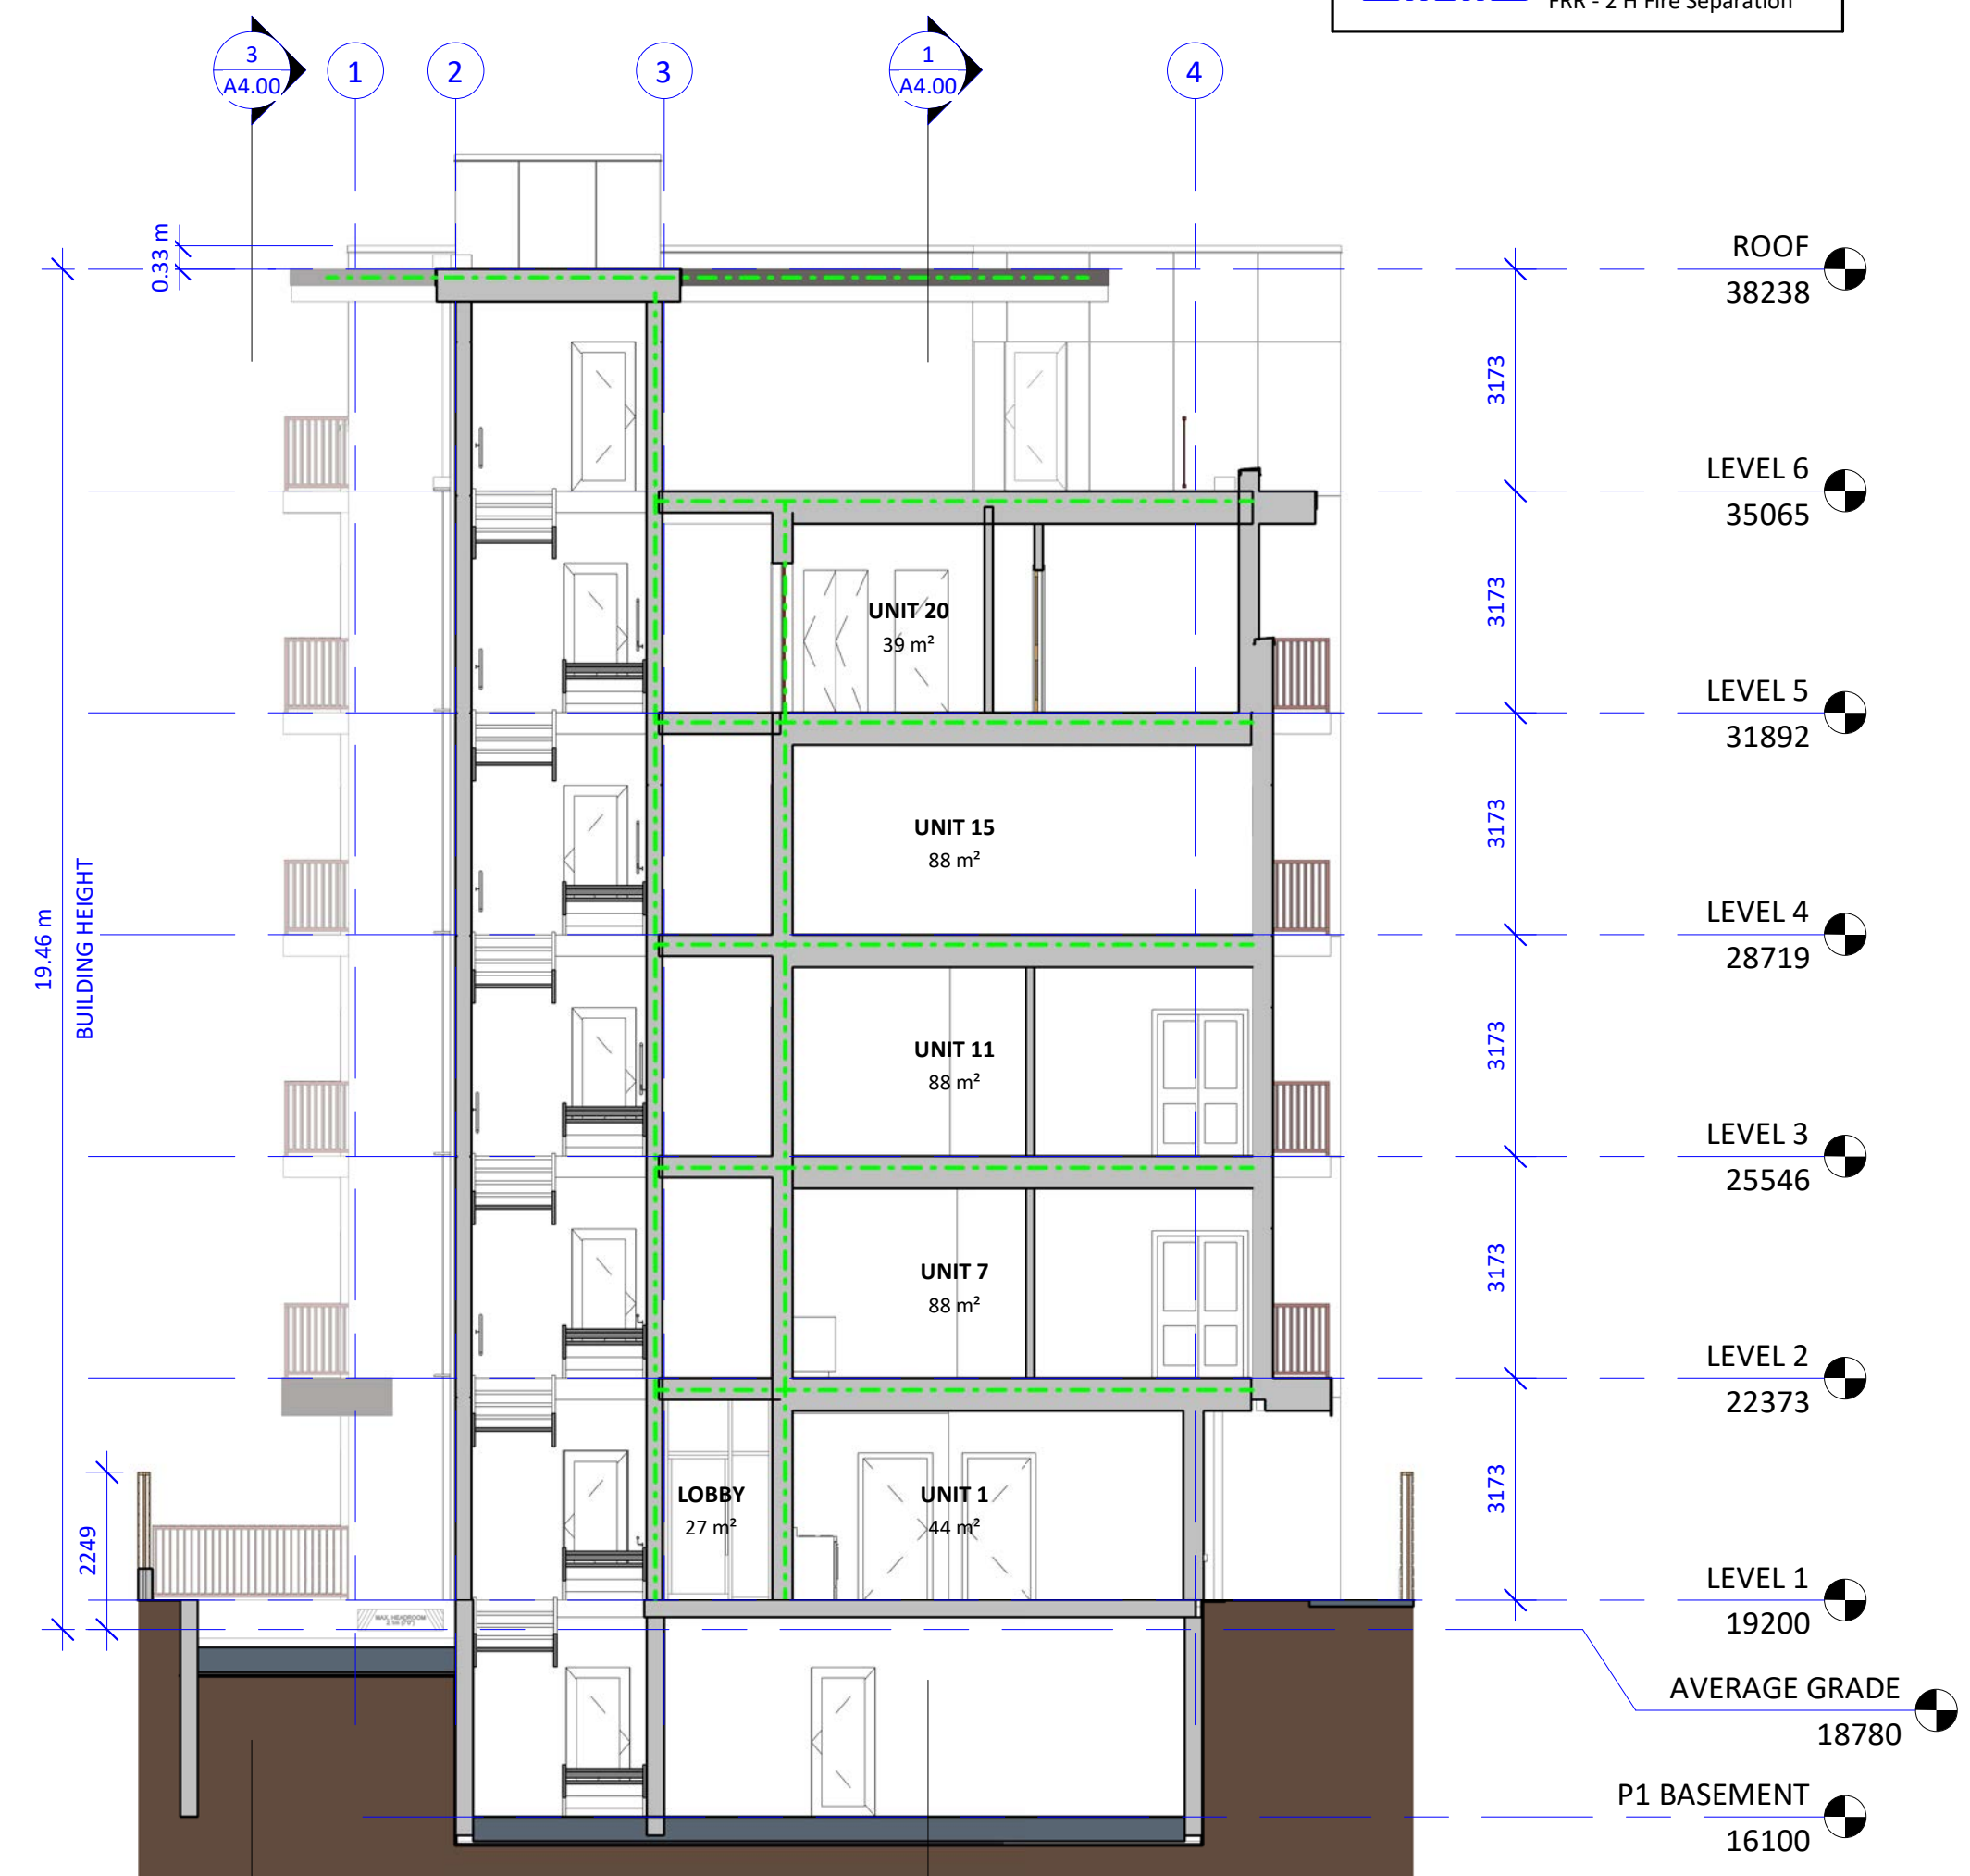 FRR - 2 H Fire Separation
3
A4.00
1
2
3
1
A4.00
4
0.33 m
ROOF
38238
3173
LEVEL 6
35065
3173
UNIT 20
39 m²
LEVEL 5
31892
3173
UNIT 15
88 m²
19.46 m
BUILDING HEIGHT
LEVEL 4
28719
3173
UNIT 11
88 m²
LEVEL 3
25546
3173
UNIT 7
88 m²
LEVEL 2
22373
3173
LOBBY
27 m²
UNIT 1
44 m²
2249
LEVEL 1
19200
MAX. HEADROOM
AVERAGE GRADE
18780
P1 BASEMENT
16100